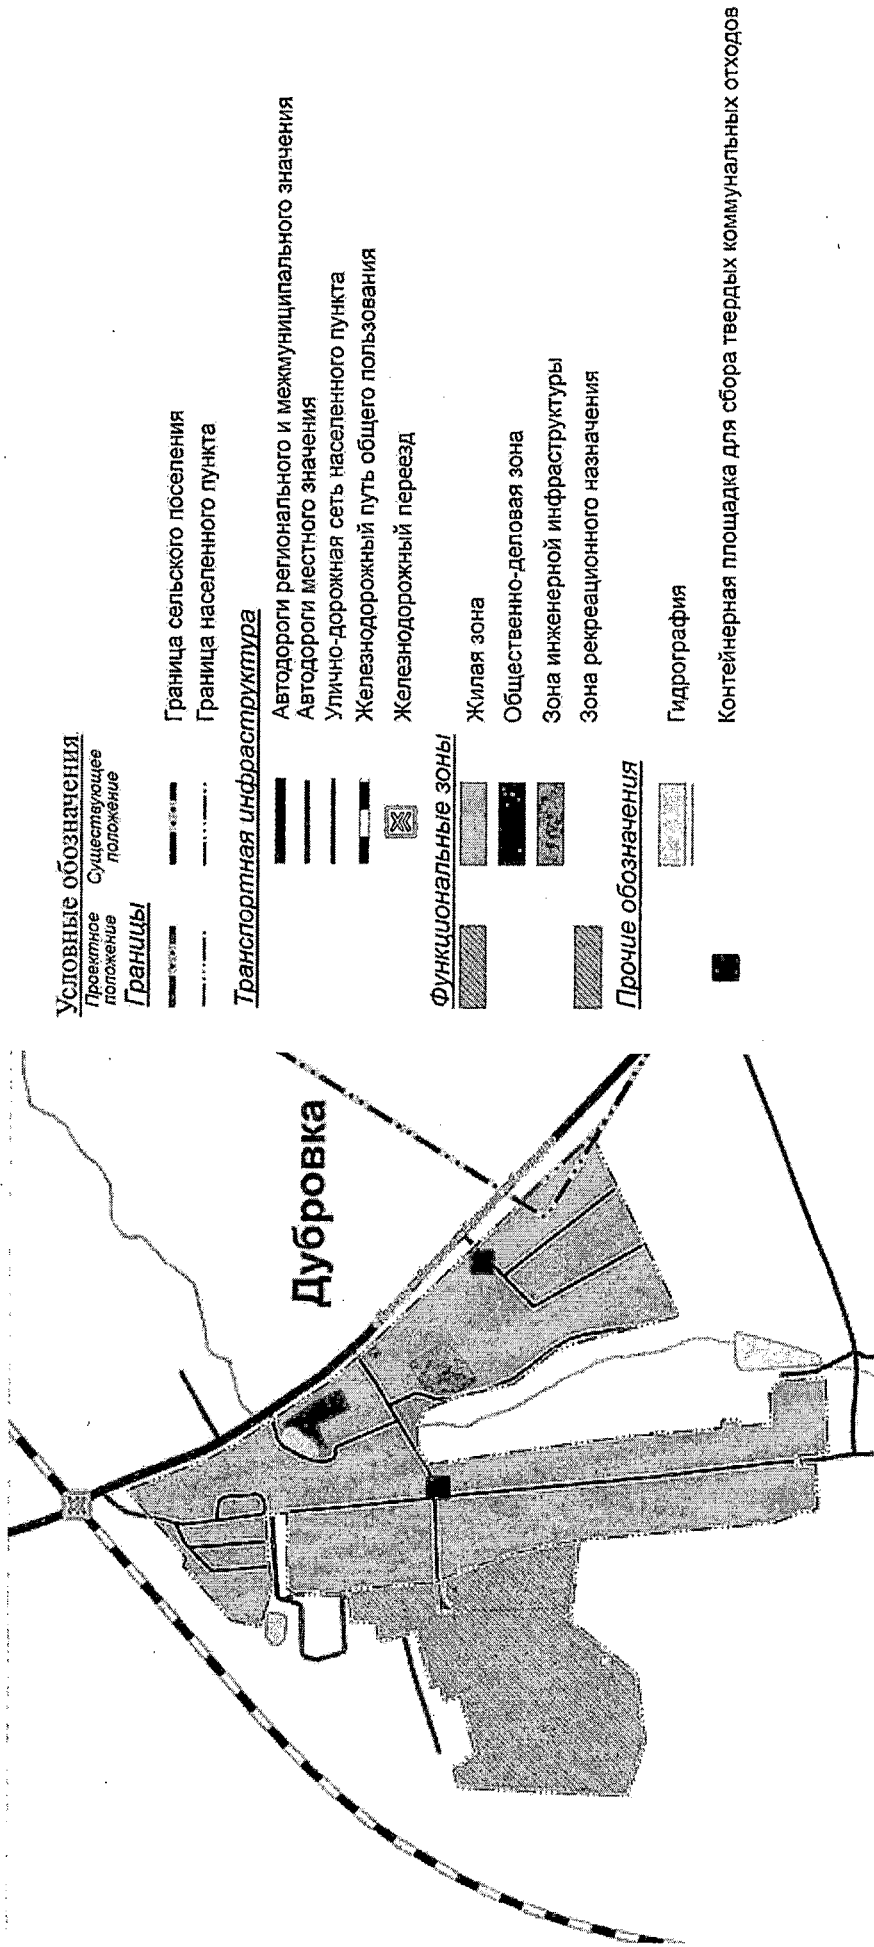 Дубровка
Условные обозначения
Проектное положение
Существующее положение
Границы
Граница сельского поселения
Граница населенного пункта
Транспортная инфраструктура
Автодороги регионального и межмуниципального значения
Автодороги местного значения
Улично-дорожная сеть населенного пункта
Железнодорожный путь общего пользования
Железнодорожный переезд
Функциональные зоны
Жилая зона
Общественно-деловая зона
Зона инженерной инфраструктуры
Зона рекреационного назначения
Прочие обозначения
Гидрография
Контейнерная площадка для сбора твердых коммунальных отходов